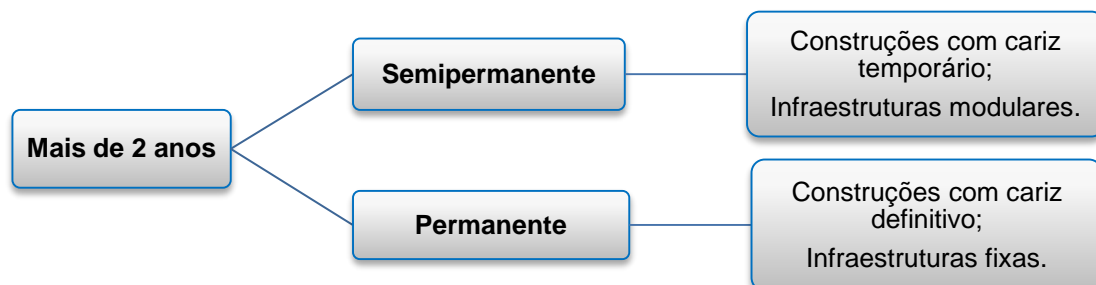 Mais de 2 anos
Semipermanente
Construções com cariz
temporário;
Infraestruturas modulares.
Permanente
Construções com cariz
definitivo;
Infraestruturas fixas.